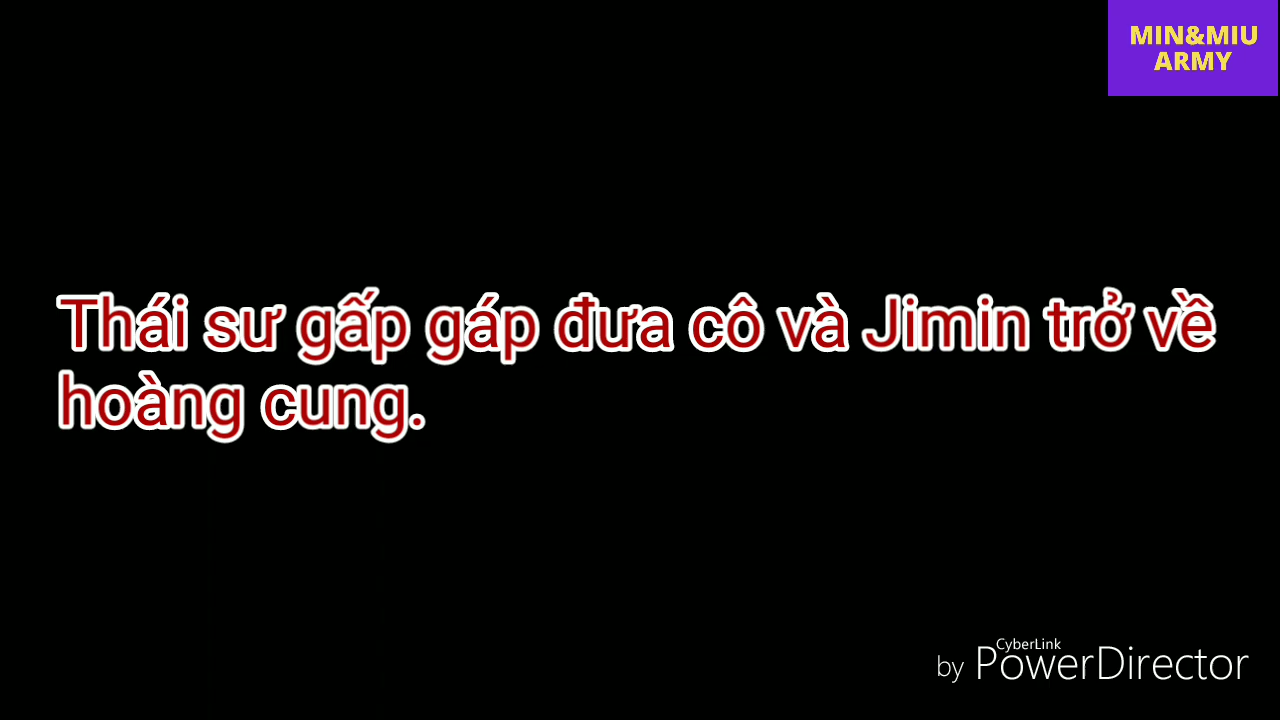 MIN&MIU
ARMY
Thái sư gấp gáp đưa cô và Jimin trở về
hoàng cung.
CyberLink
by PowerDirector